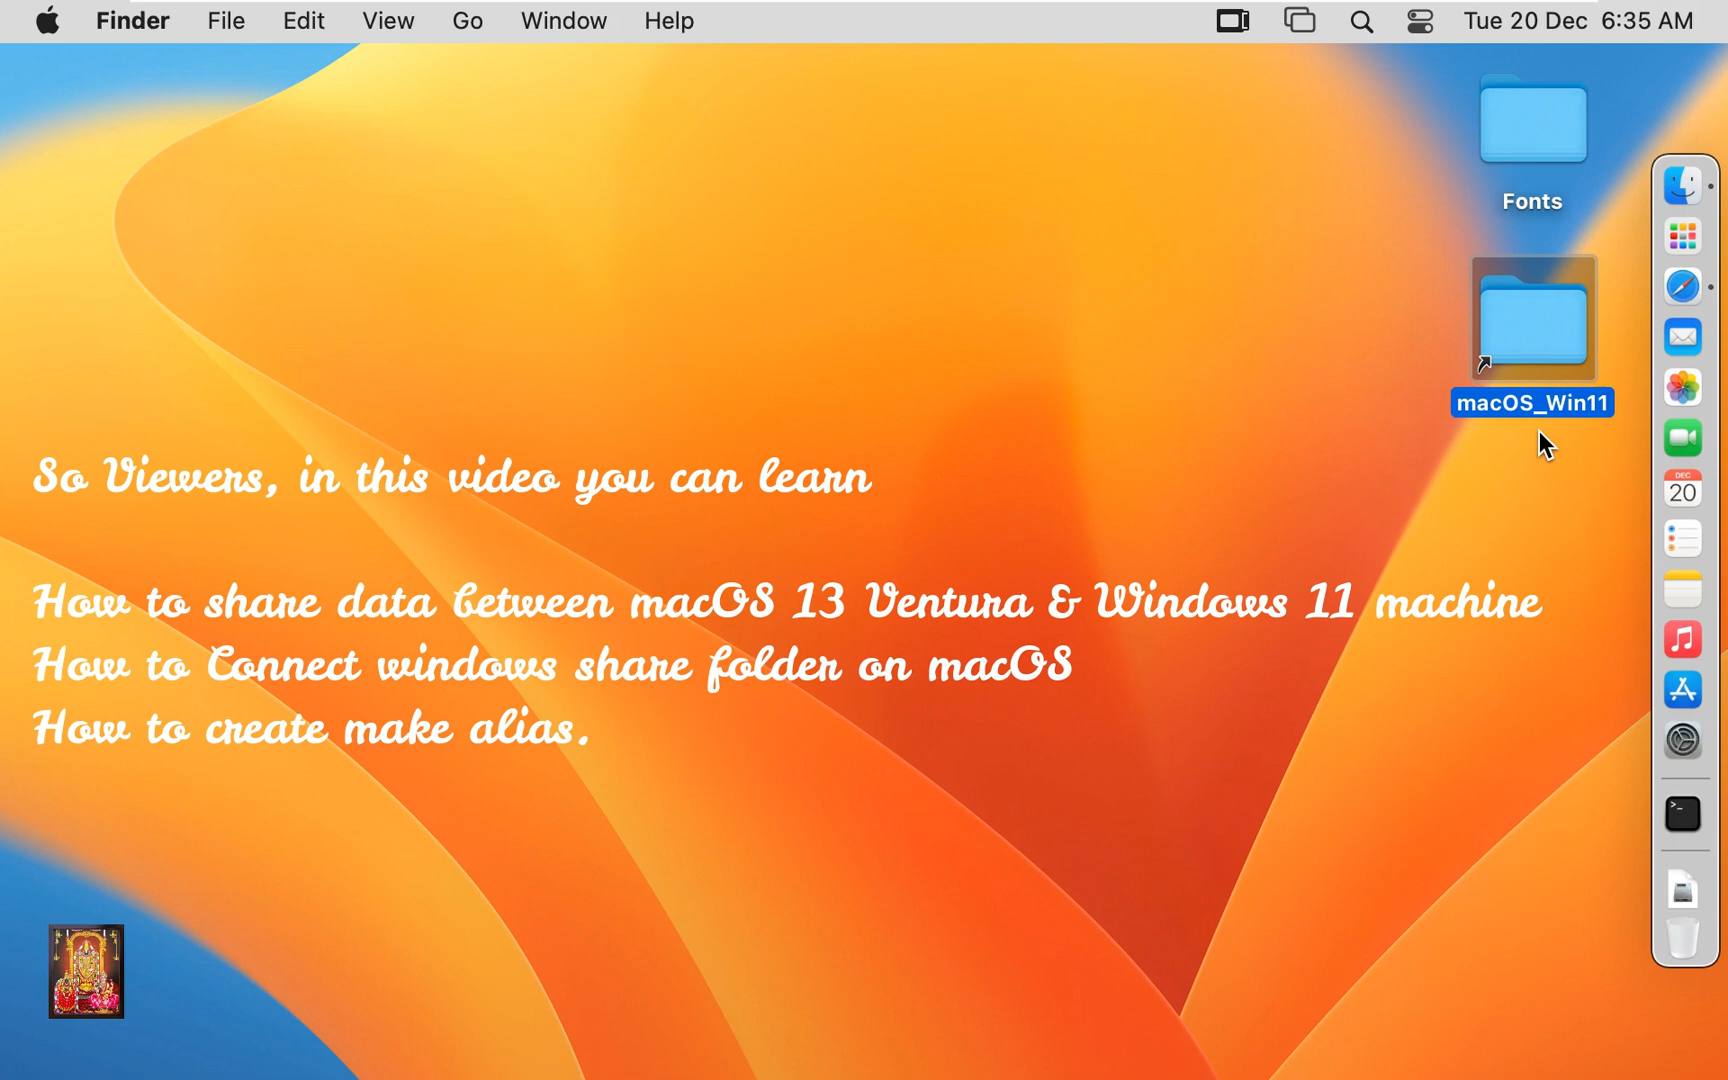 Finder File Edit View Go Window Help Tue 20 Dec 6:35 AM
Fonts
macOS_Win11
So Viewers, in this video you can learn
How to share data between macOS 13 Ventura & Windows 11 machine
How to Connect windows share folder on macOS
How to create make alias.
DEC
20